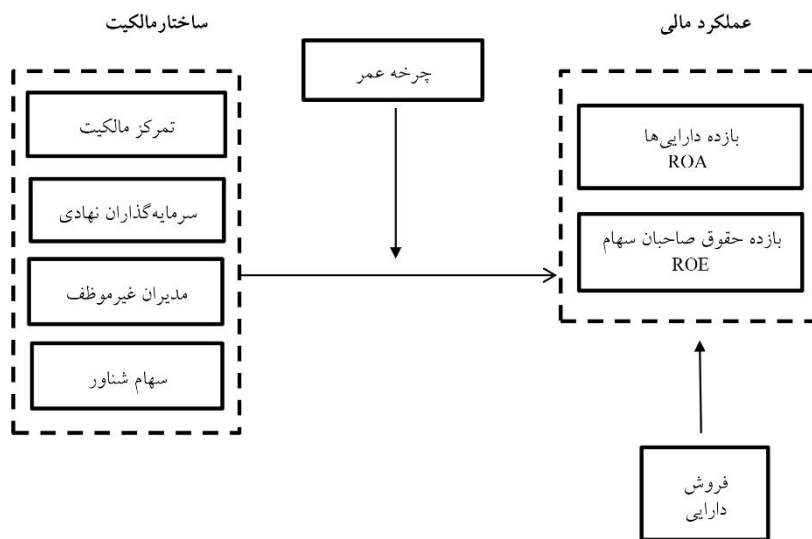 ساختارمالکیت
تمرکز مالکیت
سرمایه‌گذاران نهادی
مدیران غیرموظف
سهام شناور
چرخه عمر
عملکرد مالی
بازده دارایی‌ها
ROA
بازده حقوق صاحبان سهام
ROE
فروش
دارایی